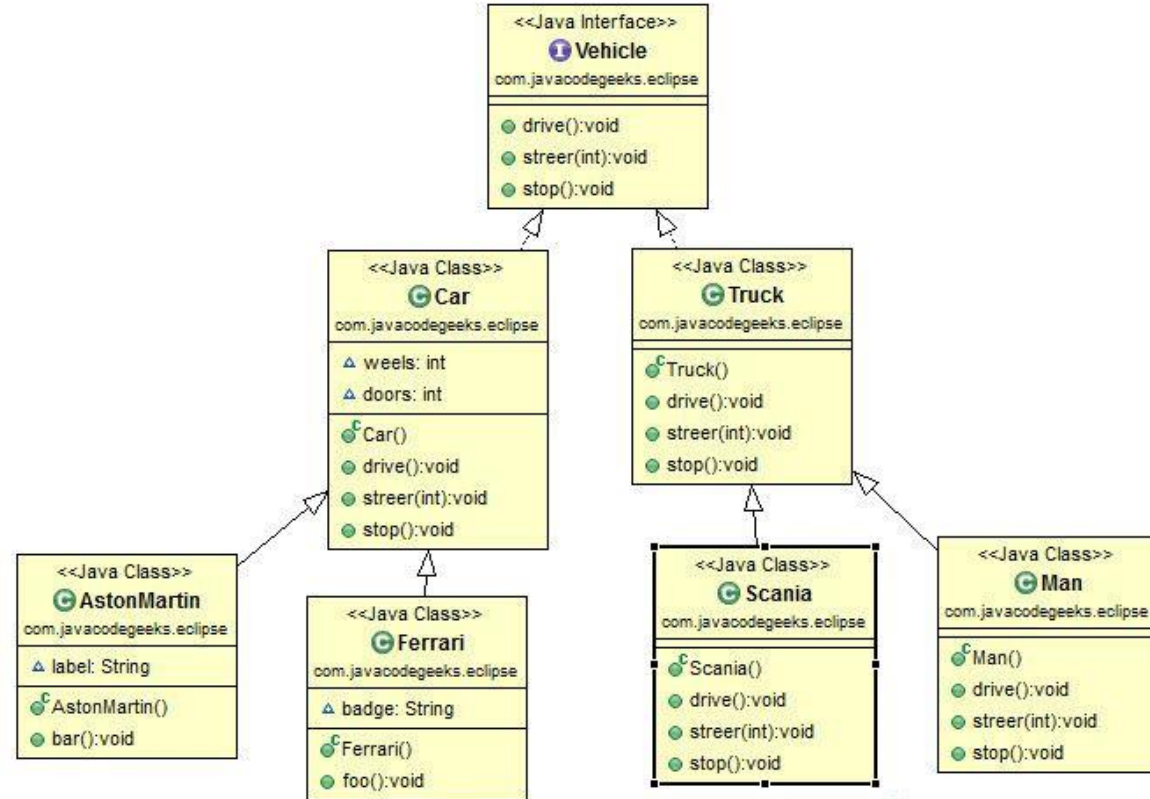 <<Java Interface>>
Vehicle
com.javacodegeeks.eclipse
drive():void
streer(int):void
stop():void
<<Java Class>>
Car
com.javacodegeeks.eclipse
weels: int
doors: int
Car()
drive():void
streer(int):void
stop():void
<<Java Class>>
Truck
com.javacodegeeks.eclipse
Truck()
drive():void
streer(int):void
stop():void
<<Java Class>>
AstonMartin
com.javacodegeeks.eclipse
label: String
AstonMartin()
bar():void
<<Java Class>>
Ferrari
com.javacodegeeks.eclipse
badge: String
Ferrari()
foo():void
<<Java Class>>
Scania
com.javacodegeeks.eclipse
Scania()
drive():void
streer(int):void
stop():void
<<Java Class>>
Man
com.javacodegeeks.eclipse
Man()
drive():void
streer(int):void
stop():void